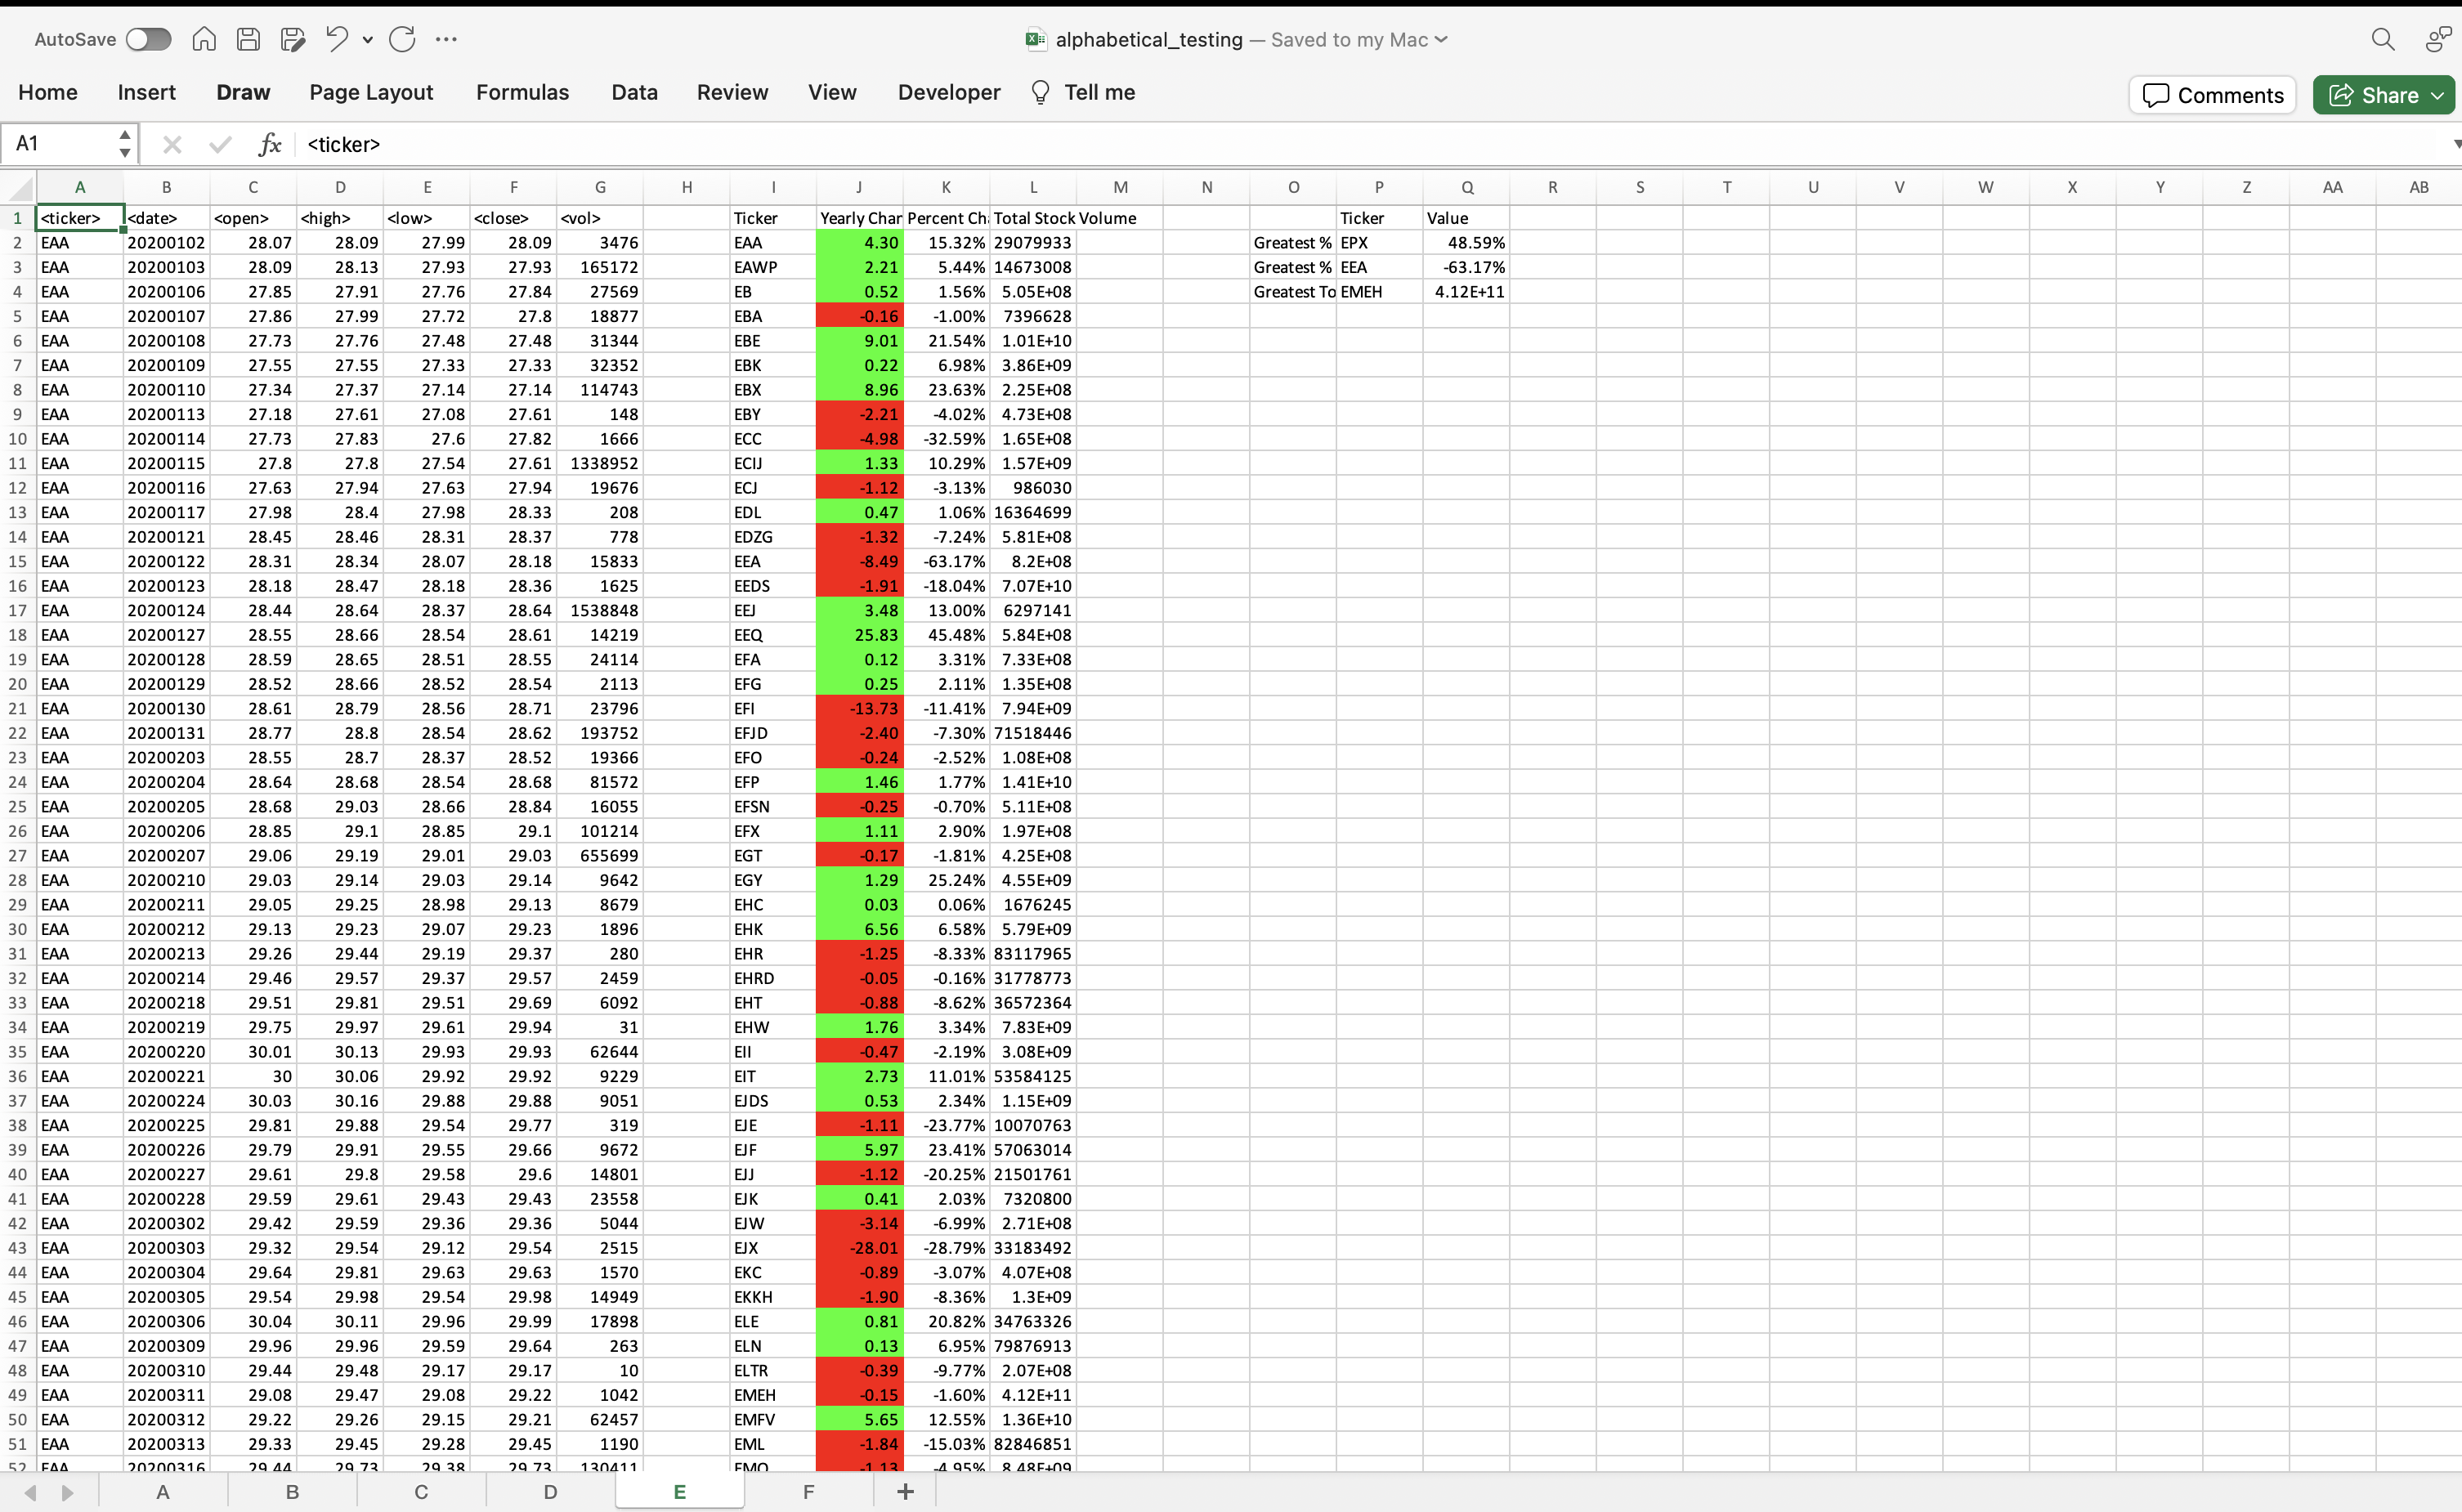 AutoSave
alphabetical_testing — Saved to my Mac
Home Insert Draw Page Layout Formulas Data Review View Developer Tell me Comments Share
A1 fx <ticker>
A B C D E F G H I J K L M N O P Q R S T U V W X Y Z AA AB
1 <ticker> <date> <open> <high> <low> <close> <vol> Ticker Yearly Char Percent Ch Total Stock Volume Ticker Value
2 EAA 20200102 28.07 28.09 27.99 28.09 3476 EAA 4.30 15.32% 29079933 Greatest % EPX 48.59%
3 EAA 20200103 28.09 28.13 27.93 27.93 165172 EAWP 2.21 5.44% 14673008 Greatest % EEA -63.17%
4 EAA 20200106 27.85 27.91 27.76 27.84 27569 EB 0.52 1.56% 5.05E+08 Greatest To EMEH 4.12E+11
5 EAA 20200107 27.86 27.99 27.72 27.8 18877 EBA -0.16 -1.00% 7396628
6 EAA 20200108 27.73 27.76 27.48 27.48 31344 EBE 9.01 21.54% 1.01E+10
7 EAA 20200109 27.55 27.55 27.33 27.33 32352 EBK 0.22 6.98% 3.86E+09
8 EAA 20200110 27.34 27.37 27.14 27.14 114743 EBX 8.96 23.63% 2.25E+08
9 EAA 20200113 27.18 27.61 27.08 27.61 148 EBY -2.21 -4.02% 4.73E+08
10 EAA 20200114 27.73 27.83 27.6 27.82 1666 ECC -4.98 -32.59% 1.65E+08
11 EAA 20200115 27.8 27.8 27.54 27.61 1338952 ECIJ 1.33 10.29% 1.57E+09
12 EAA 20200116 27.63 27.94 27.63 27.94 19676 ECJ -1.12 -3.13% 986030
13 EAA 20200117 27.98 28.4 27.98 28.33 208 EDL 0.47 1.06% 16364699
14 EAA 20200121 28.45 28.46 28.31 28.37 778 EDZG -1.32 -7.24% 5.81E+08
15 EAA 20200122 28.31 28.34 28.07 28.18 15833 EEA -8.49 -63.17% 8.2E+08
16 EAA 20200123 28.18 28.47 28.18 28.36 1625 EEDS -1.91 -18.04% 7.07E+10
17 EAA 20200124 28.44 28.64 28.37 28.64 1538848 EEJ 3.48 13.00% 6297141
18 EAA 20200127 28.55 28.66 28.54 28.61 14219 EEQ 25.83 45.48% 5.84E+08
19 EAA 20200128 28.59 28.65 28.51 28.55 24114 EFA 0.12 3.31% 7.33E+08
20 EAA 20200129 28.52 28.66 28.52 28.54 2113 EFG 0.25 2.11% 1.35E+08
21 EAA 20200130 28.61 28.79 28.56 28.71 23796 EFI -13.73 -11.41% 7.94E+09
22 EAA 20200131 28.77 28.8 28.54 28.62 193752 EFJD -2.40 -7.30% 71518446
23 EAA 20200203 28.55 28.7 28.37 28.52 19366 EFO -0.24 -2.52% 1.08E+08
24 EAA 20200204 28.64 28.68 28.54 28.68 81572 EFP 1.46 1.77% 1.41E+10
25 EAA 20200205 28.68 29.03 28.66 28.84 16055 EFSN -0.25 -0.70% 5.11E+08
26 EAA 20200206 28.85 29.1 28.85 29.1 101214 EFX 1.11 2.90% 1.97E+08
27 EAA 20200207 29.06 29.19 29.01 29.03 655699 EGT -0.17 -1.81% 4.25E+08
28 EAA 20200210 29.03 29.14 29.03 29.14 9642 EGY 1.29 25.24% 4.55E+09
29 EAA 20200211 29.05 29.25 28.98 29.13 8679 EHC 0.03 0.06% 1676245
30 EAA 20200212 29.13 29.23 29.07 29.23 1896 EHK 6.56 6.58% 5.79E+09
31 EAA 20200213 29.26 29.44 29.19 29.37 280 EHR -1.25 -8.33% 83117965
32 EAA 20200214 29.46 29.57 29.37 29.57 2459 EHRD -0.05 -0.16% 31778773
33 EAA 20200218 29.51 29.81 29.51 29.69 6092 EHT -0.88 -8.62% 36572364
34 EAA 20200219 29.75 29.97 29.61 29.94 31 EHW 1.76 3.34% 7.83E+09
35 EAA 20200220 30.01 30.13 29.93 29.93 62644 EII -0.47 -2.19% 3.08E+09
36 EAA 20200221 30 30.06 29.92 29.92 9229 EIT 2.73 11.01% 53584125
37 EAA 20200224 30.03 30.16 29.88 29.88 9051 EJDS 0.53 2.34% 1.15E+09
38 EAA 20200225 29.81 29.88 29.54 29.77 319 EJE -1.11 -23.77% 10070763
39 EAA 20200226 29.79 29.91 29.55 29.66 9672 EJF 5.97 23.41% 57063014
40 EAA 20200227 29.61 29.8 29.58 29.6 14801 EJJ -1.12 -20.25% 21501761
41 EAA 20200228 29.59 29.61 29.43 29.43 23558 EJK 0.41 2.03% 7320800
42 EAA 20200302 29.42 29.59 29.36 29.36 5044 EJW -3.14 -6.99% 2.71E+08
43 EAA 20200303 29.32 29.54 29.12 29.54 2515 EJX -28.01 -28.79% 33183492
44 EAA 20200304 29.64 29.81 29.63 29.63 1570 EKC -0.89 -3.07% 4.07E+08
45 EAA 20200305 29.54 29.98 29.54 29.98 14949 EKKH -1.90 -8.36% 1.3E+09
46 EAA 20200306 30.04 30.11 29.96 29.99 17898 ELE 0.81 20.82% 34763326
47 EAA 20200309 29.96 29.96 29.59 29.64 263 ELN 0.13 6.95% 79876913
48 EAA 20200310 29.44 29.48 29.17 29.17 10 ELTR -0.39 -9.77% 2.07E+08
49 EAA 20200311 29.08 29.47 29.08 29.22 1042 EMEH -0.15 -1.60% 4.12E+11
50 EAA 20200312 29.22 29.26 29.15 29.21 62457 EMFV 5.65 12.55% 1.36E+10
51 EAA 20200313 29.33 29.45 29.28 29.45 1190 EML -1.84 -15.03% 82846851
52 EAA 20200316 29.44 29.73 29.38 29.73 130411 -1.13 -4.95% 8.48E+09
A B C D E F +